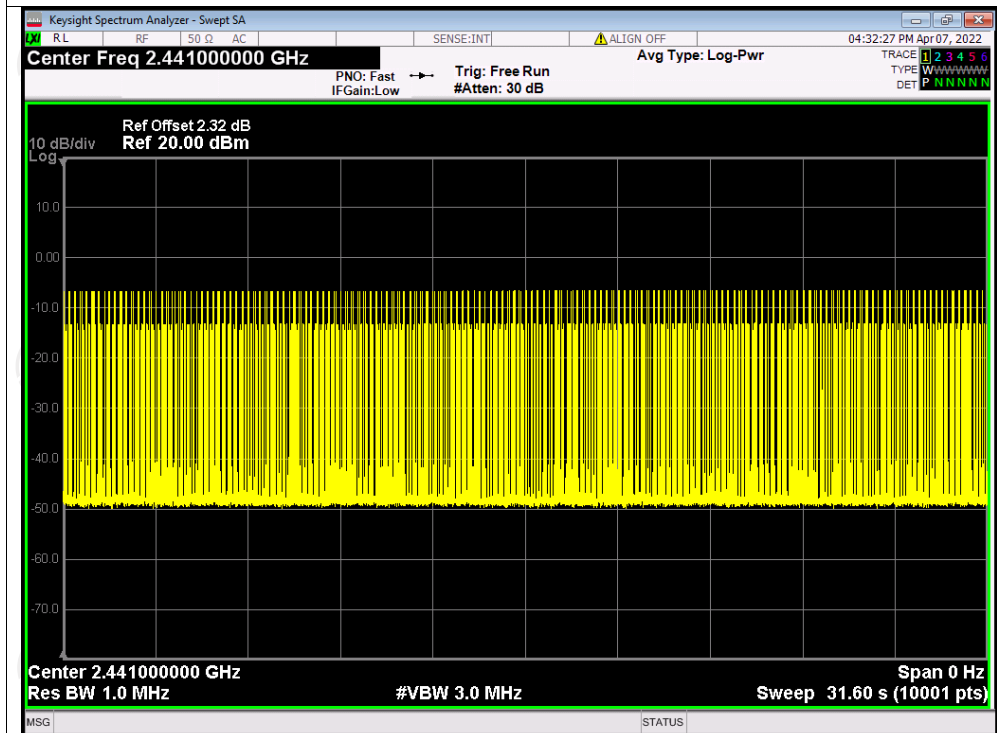 Keysight Spectrum Analyzer - Swept SA
LXI RL RF 50 Ω AC SENSE:INT ALIGN OFF 04:32:27 PM Apr 07, 2022
Center Freq 2.441000000 GHz
PNO: Fast
IFGain:Low
Trig: Free Run
#Atten: 30 dB
Avg Type: Log-Pwr
TRACE 1 2 3 4 5 6
TYPE WWWWWW
DET P N N N N N
Ref Offset 2.32 dB
10 dB/div Ref 20.00 dBm
Log
10.0
0.00
-10.0
-20.0
-30.0
-40.0
-50.0
-60.0
-70.0
Center 2.441000000 GHz Span 0 Hz
Res BW 1.0 MHz #VBW 3.0 MHz Sweep 31.60 s (10001 pts)
MSG STATUS